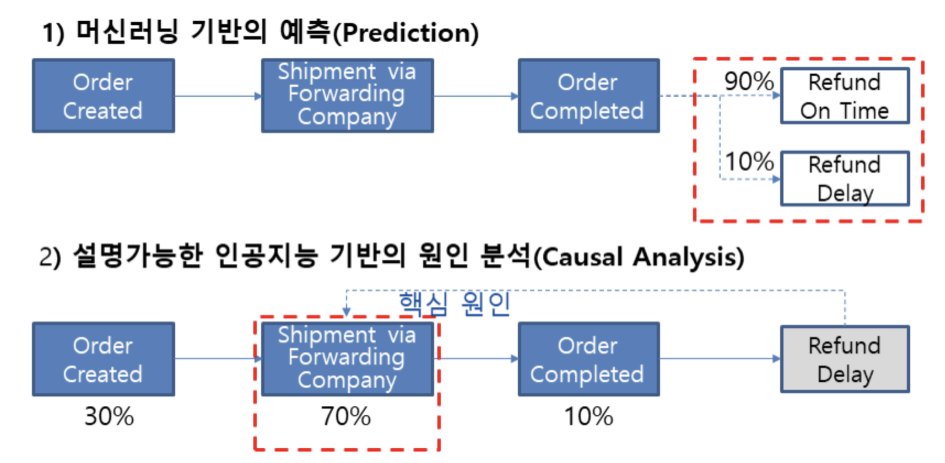 1) 머신러닝 기반의 예측(Prediction)
Order
Created
Shipment via
Forwarding
Company
Order
Completed
90%
Refund
On Time
10%
Refund
Delay
2) 설명가능한 인공지능 기반의 원인 분석(Causal Analysis)
핵심 원인
Order
Created
Shipment via
Forwarding
Company
Order
Completed
Refund
Delay
30%
70%
10%